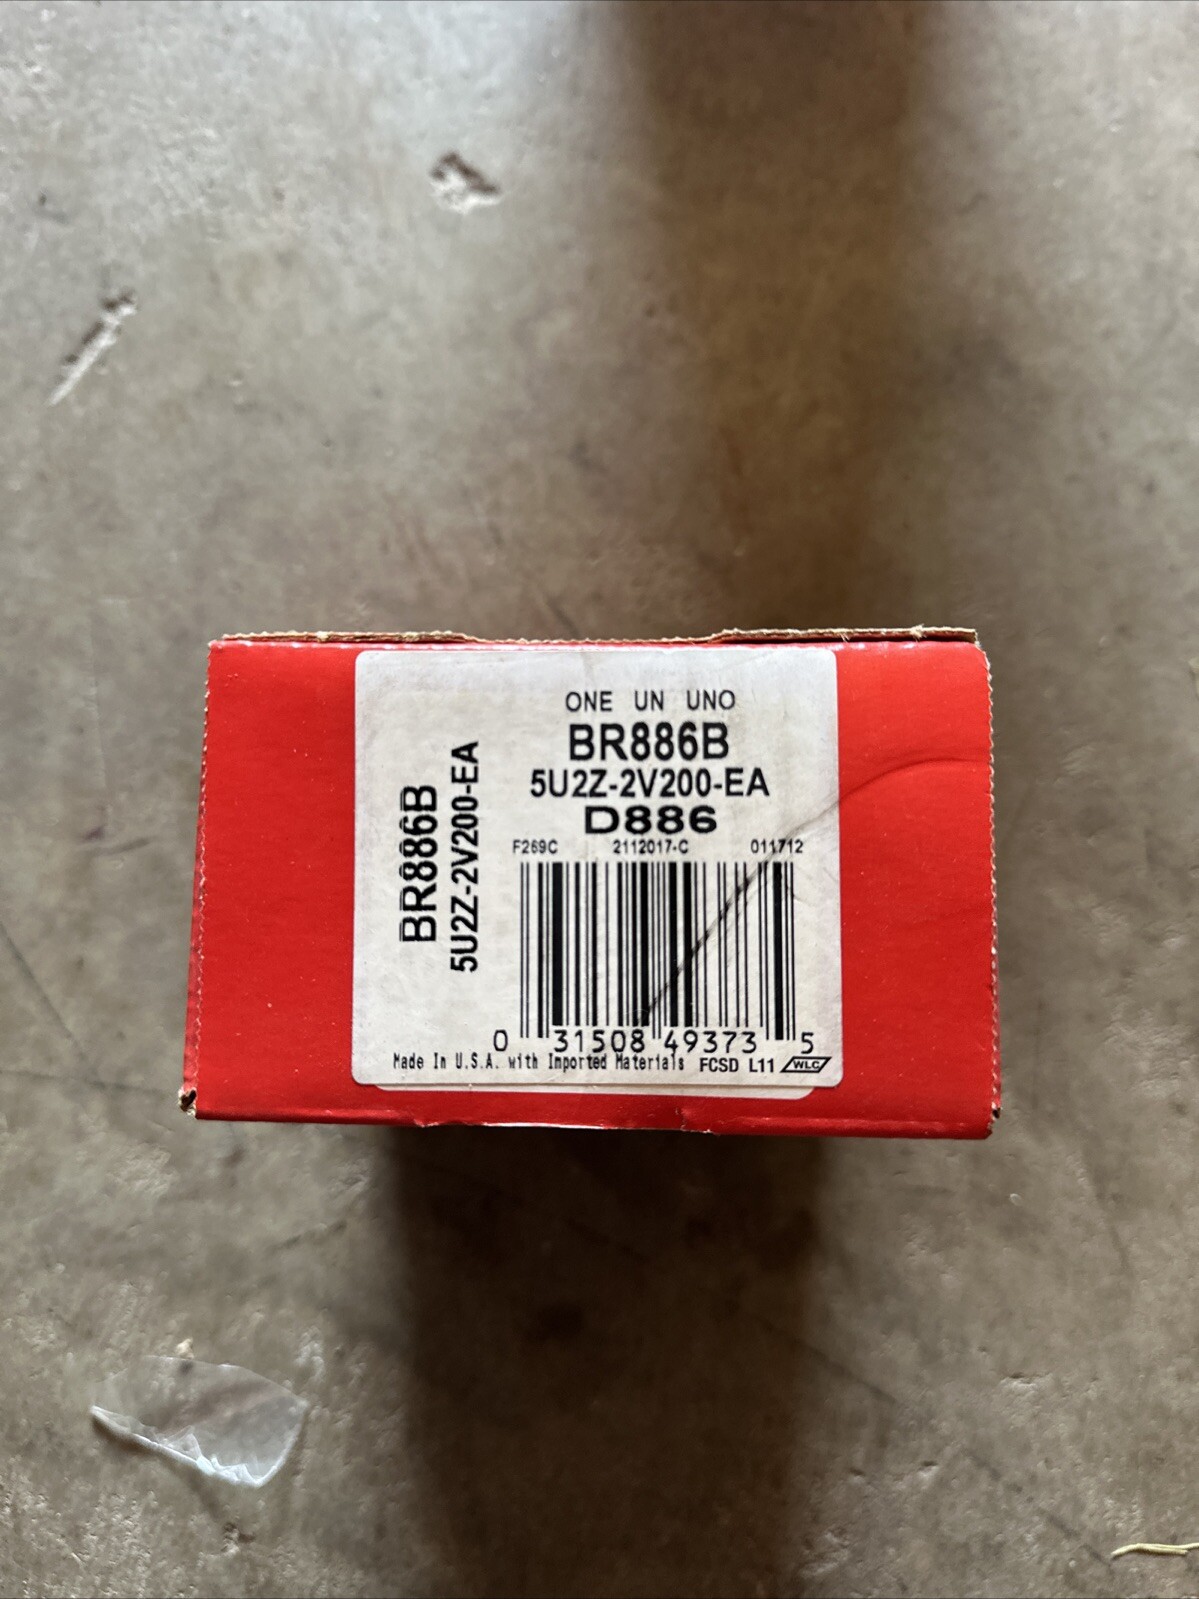 ONE UN UNO
BR886B
5U2Z-2V200-EA
D886
F269C 2112017-C 011712
BR886B
5U2Z-2V200-EA
0 31508 49373 5
Made In U.S.A. with Imported Materials FCSD L11 WLC